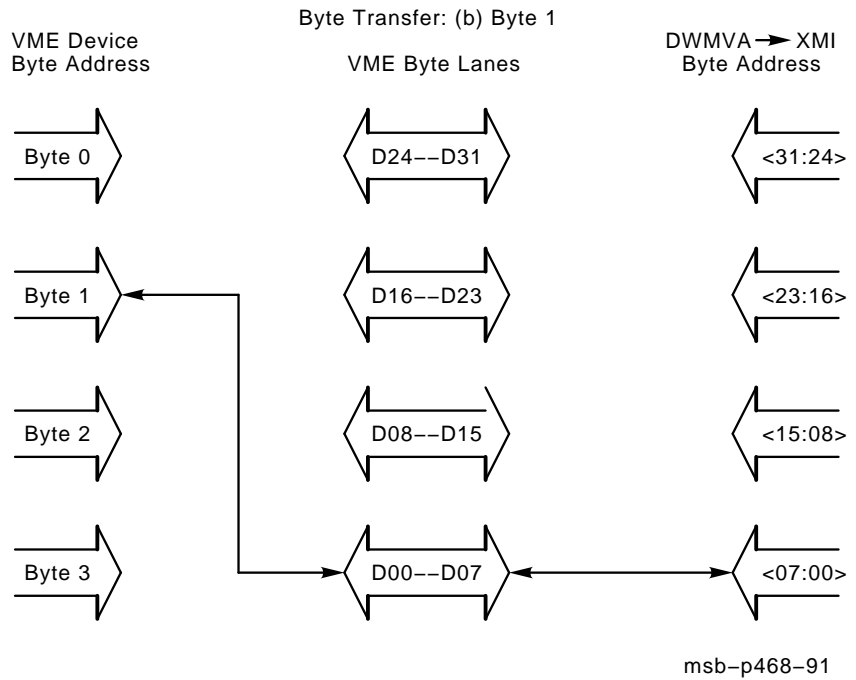 Byte Transfer: (b) Byte 1
VME Device
Byte Address
VME Byte Lanes
DWMVA XMI
Byte Address
Byte 0
D24--D31
<31:24>
Byte 1
D16--D23
<23:16>
Byte 2
D08--D15
<15:08>
Byte 3
D00--D07
<07:00>
msb-p468-91